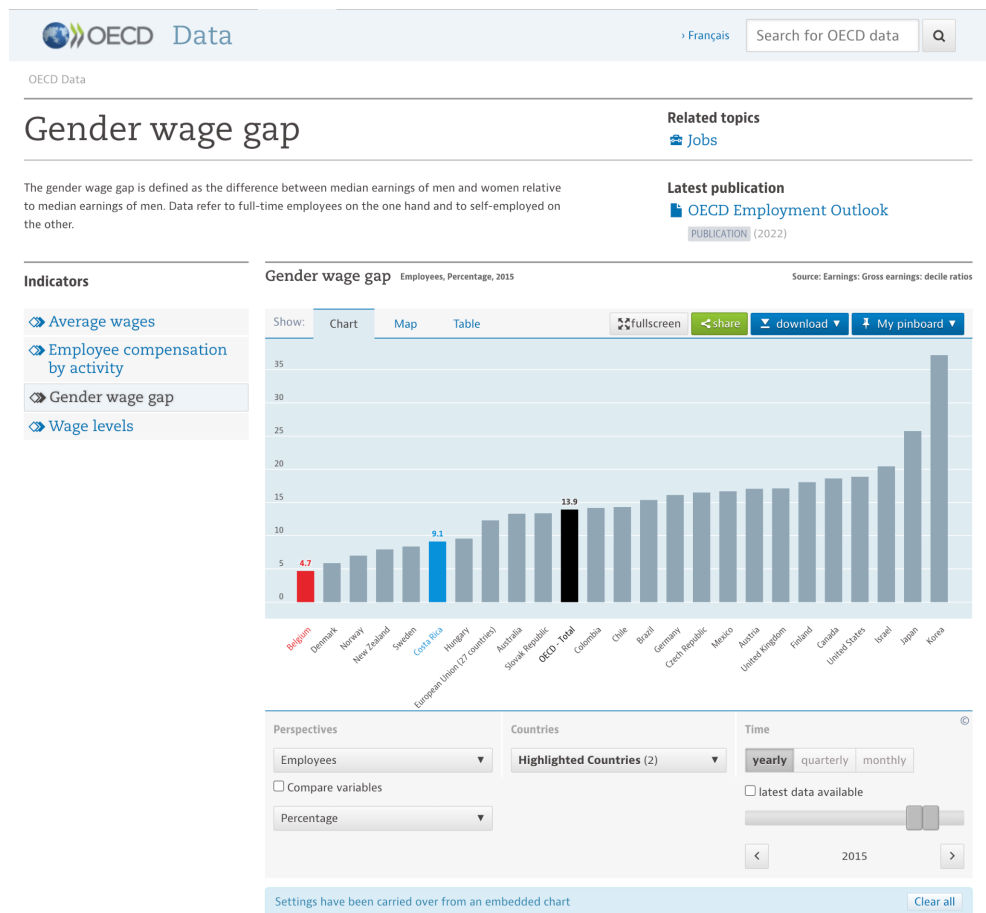 OECD Data
› Français
Search for OECD data
OECD Data
Gender wage gap
Related topics
Jobs
The gender wage gap is defined as the difference between median earnings of men and women relative
to median earnings of men. Data refer to full-time employees on the one hand and to self-employed on
the other.
Latest publication
OECD Employment Outlook
PUBLICATION (2022)
Indicators
Average wages
Employee compensation
by activity
Gender wage gap
Wage levels
Gender wage gap Employees, Percentage, 2015
Source: Earnings: Gross earnings: decile ratios
Show: Chart Map Table
fullscreen share download ▼ My pinboard ▼
35
30
25
20
15
10
5
0
4.7
9.1
13.9
Belgium
Denmark
Norway
New Zealand
Sweden
Costa Rica
Hungary
European Union (27 countries)
Australia
Slovak Republic
OECD - Total
Colombia
Chile
Brazil
Germany
Czech Republic
Mexico
Austria
United Kingdom
Finland
Canada
United States
Israel
Japan
Korea
©
Perspectives
Employees ▼
Compare variables
Percentage ▼
Countries
Highlighted Countries (2) ▼
Time
yearly quarterly monthly
latest data available
< 2015 >
Settings have been carried over from an embedded chart
Clear all